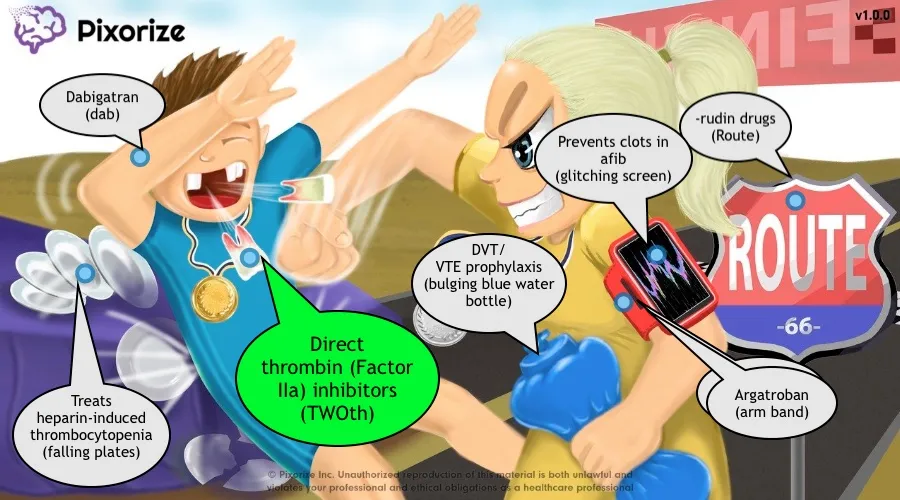 Pixorize
v1.0.0
FINI
Dabigatran
(dab)
-rudin drugs
(Route)
Prevents clots in
afib
(glitching screen)
ROUTE
-66-
DVT/
VTE prophylaxis
(bulging blue water
bottle)
Direct
thrombin (Factor
IIa) inhibitors
(TWOth)
Treats
heparin-induced
thrombocytopenia
(falling plates)
Argatroban
(arm band)
© Pixorize Inc. Unauthorized reproduction of this material is both unlawful and
violates your professional and ethical obligations as a healthcare professional